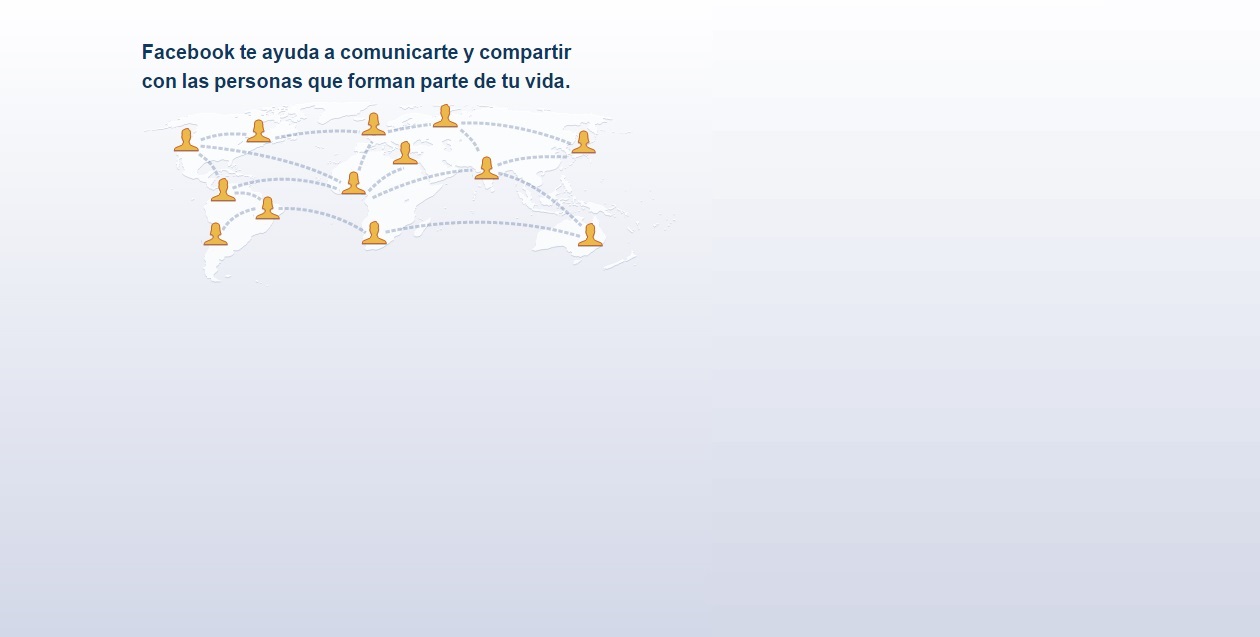 Facebook te ayuda a comunicarte y compartir
con las personas que forman parte de tu vida.